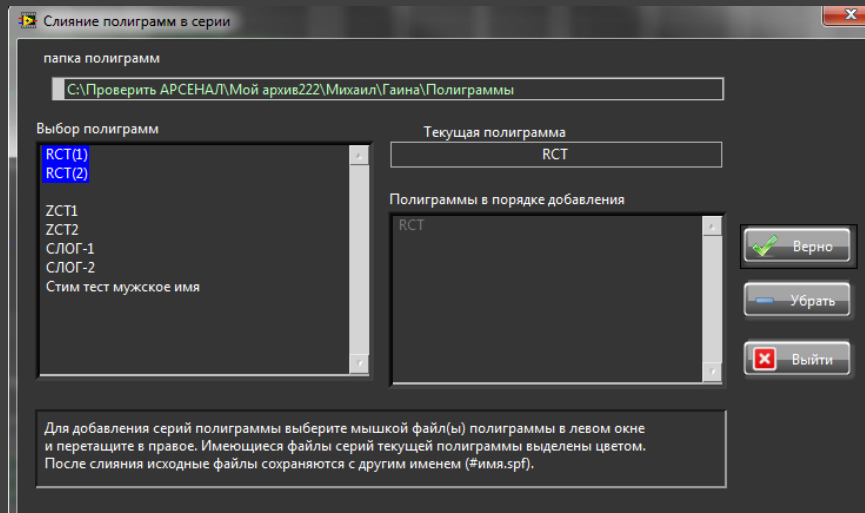 Слияние полиграмм в серии
папка полиграмм
C:\Проверить АРСЕНАЛ\Мой архив222\Михаил\Гаина\Полиграммы
Выбор полиграмм
RCT(1)
RCT(2)
ZCT1
ZCT2
СЛОГ-1
СЛОГ-2
Стим тест мужское имя
Текущая полиграмма
RCT
Полиграммы в порядке добавления
RCT
Верно
Убрать
Выйти
Для добавления серий полиграммы выберите мышкой файл(ы) полиграммы в левом окне
и перетащите в правое. Имеющиеся файлы серий текущей полиграммы выделены цветом.
После слияния исходные файлы сохраняются с другим именем (#имя.spf).